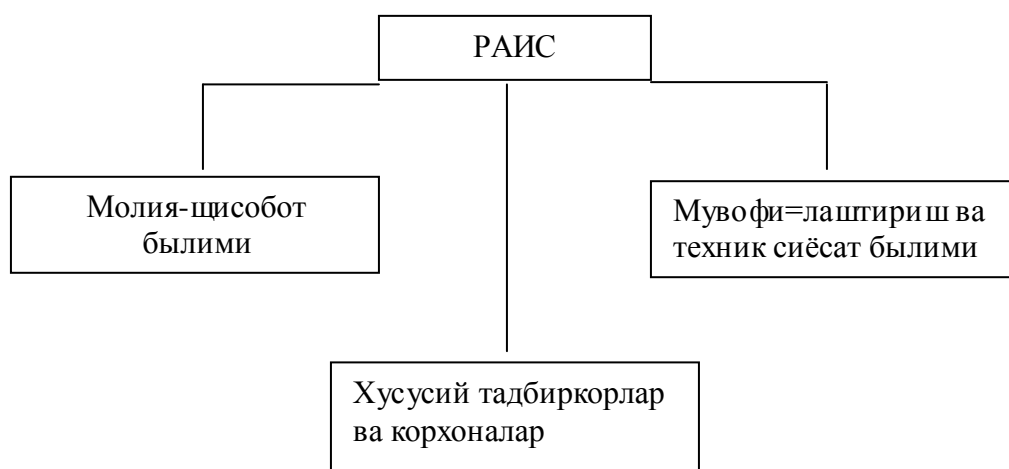 РАИС
Молия-щисобот
былими
Мувофи=лаштириш ва
техник сиёсат былими
Хусусий тадбиркорлар
ва корхоналар